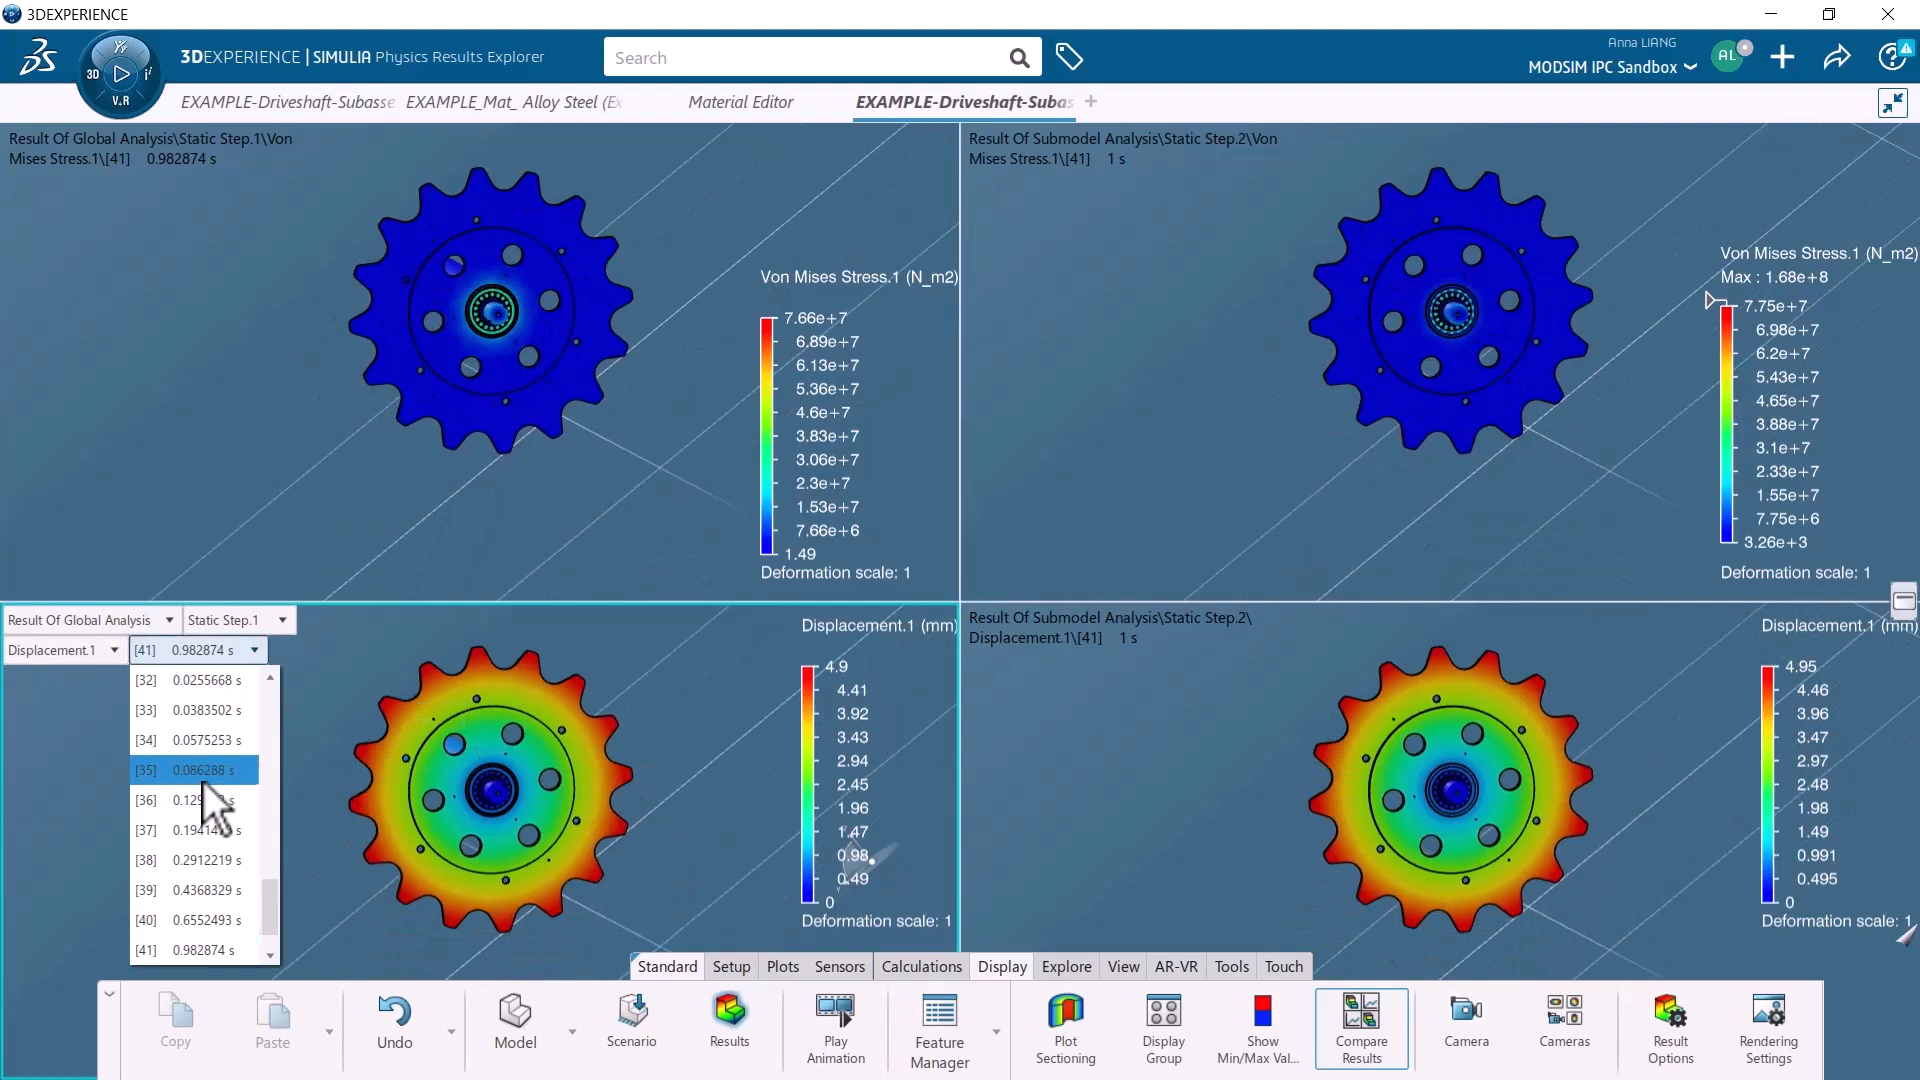 3DEXPERIENCE
3DEXPERIENCE | SIMULIA Physics Results Explorer
Search
Anna LIANG
MODSIM IPC Sandbox
AL
3D
V.R
EXAMPLE-Driveshaft-Subasse
EXAMPLE_Mat_ Alloy Steel (Ex
Material Editor
EXAMPLE-Driveshaft-Subas
Result Of Global Analysis\Static Step.1\Von
Mises Stress.1\[41] 0.982874 s
Von Mises Stress.1 (N_m2)
7.66e+7
6.89e+7
6.13e+7
5.36e+7
4.6e+7
3.83e+7
3.06e+7
2.3e+7
1.53e+7
7.66e+6
1.49
Deformation scale: 1
Result Of Submodel Analysis\Static Step.2\Von
Mises Stress.1\[41] 1 s
Von Mises Stress.1 (N_m2)
Max : 1.68e+8
7.75e+7
6.98e+7
6.2e+7
5.43e+7
4.65e+7
3.88e+7
3.1e+7
2.33e+7
1.55e+7
7.75e+6
3.26e+3
Deformation scale: 1
Result Of Global Analysis
Static Step.1
Displacement.1
[41] 0.982874 s
[32] 0.0255668 s
[33] 0.0383502 s
[34] 0.0575253 s
[35] 0.086288 s
[36]
[37]
[38] 0.2912219 s
[39] 0.4368329 s
[40] 0.6552493 s
[41] 0.982874 s
Displacement.1 (mm)
4.9
4.41
3.92
3.43
2.94
2.45
1.96
1.47
0.98
0.49
0
Deformation scale: 1
Result Of Submodel Analysis\Static Step.2\
Displacement.1\[41] 1 s
Displacement.1 (mm)
4.95
4.46
3.96
3.47
2.97
2.48
1.98
1.49
0.991
0.495
0
Deformation scale: 1
Standard
Setup
Plots
Sensors
Calculations
Display
Explore
View
AR-VR
Tools
Touch
Copy
Paste
Undo
Model
Scenario
Results
Play
Animation
Feature
Manager
Plot
Sectioning
Display
Group
Show
Min/Max Val...
Compare
Results
Camera
Cameras
Result
Options
Rendering
Settings